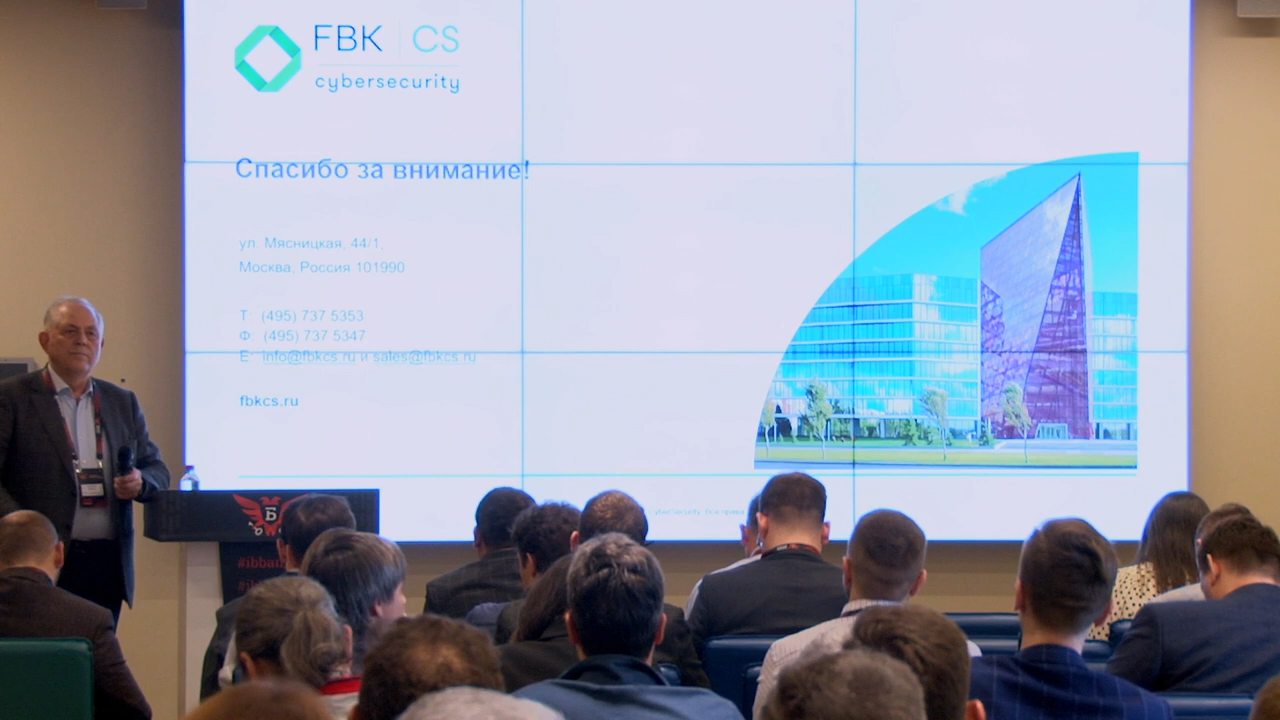 FBK CS
cybersecurity
Спасибо за внимание!
ул. Мясницкая, 44/1,
Москва, Россия 101990
Т: (495) 737 5353
Ф: (495) 737 5347
E: info@fbkcs.ru и sales@fbkcs.ru
fbkcs.ru
Б